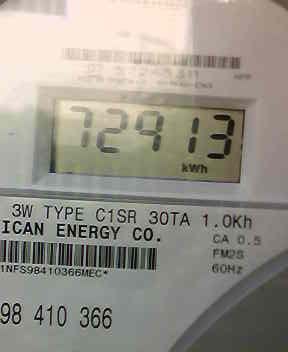 72913
kWh
3W TYPE C1SR 30TA 1.0Kh
ICAN ENERGY CO.
CA 0.5
FM2S
60Hz
1NFS98410366MEC*
98 410 366